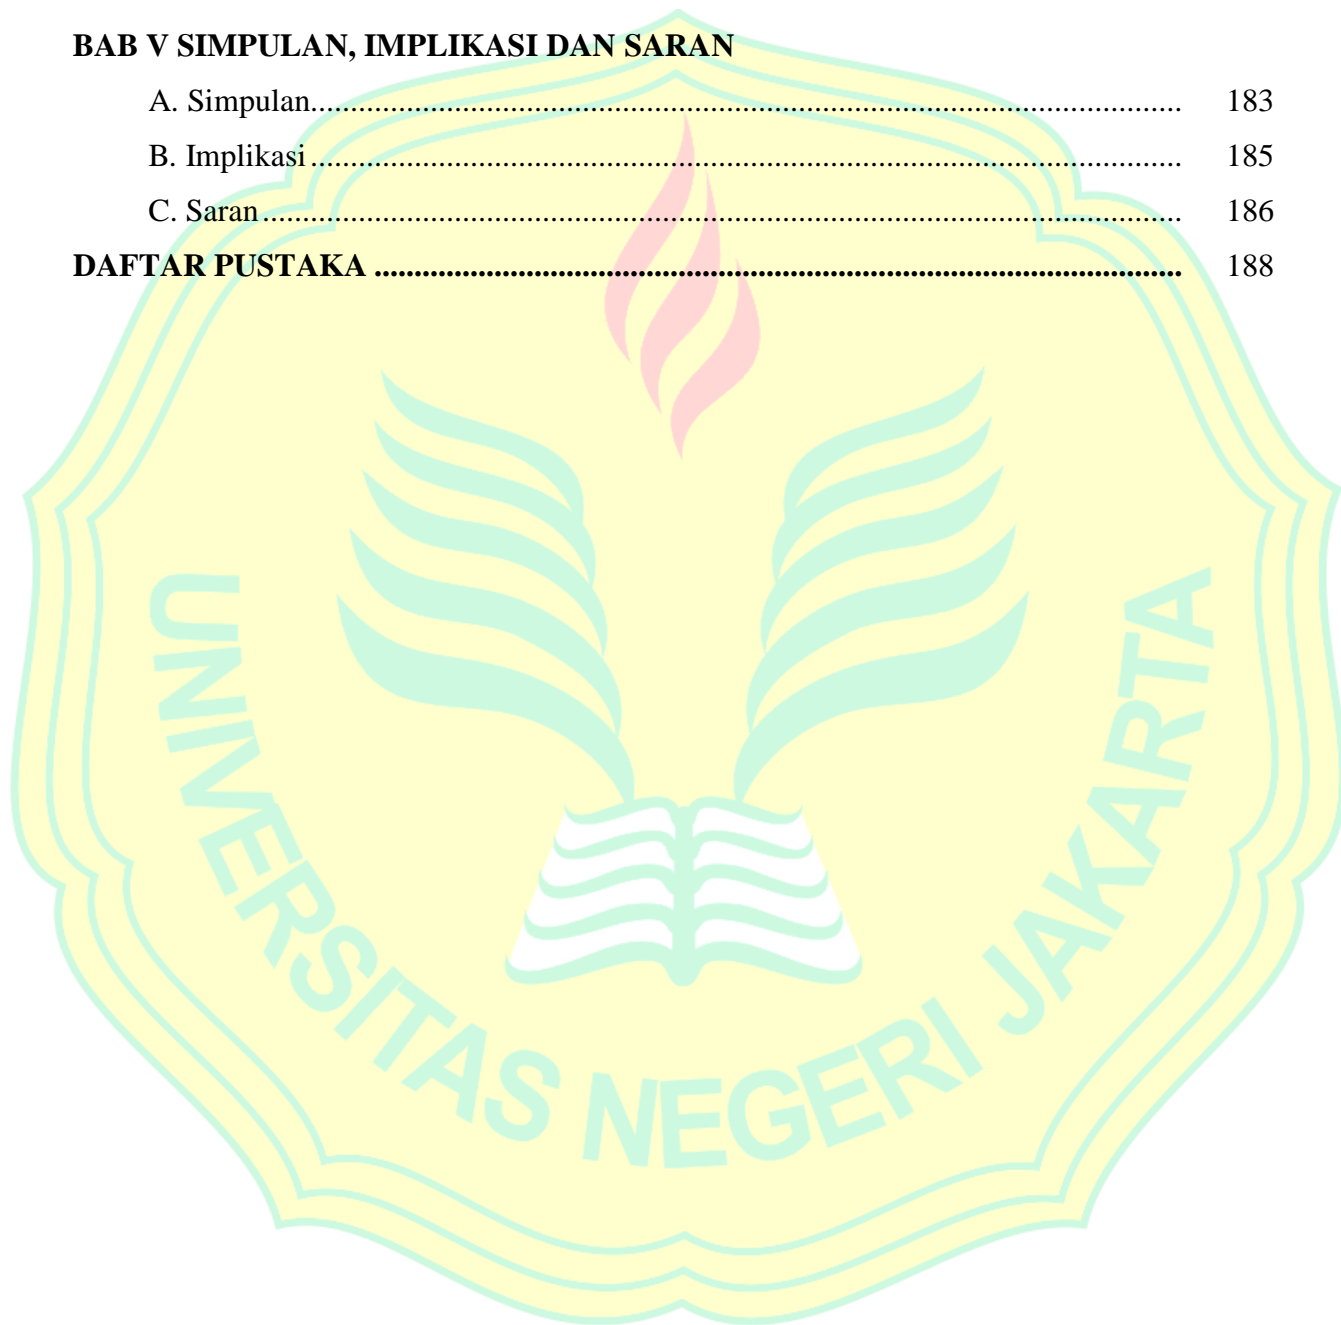 BAB V SIMPULAN, IMPLIKASI DAN SARAN
A. Simpulan............................................................................................................. 183
B. Implikasi............................................................................................................. 185
C. Saran................................................................................................................... 186
DAFTAR PUSTAKA ..................................................................................................... 188
UNIVERSITAS NEGERI JAKARTA